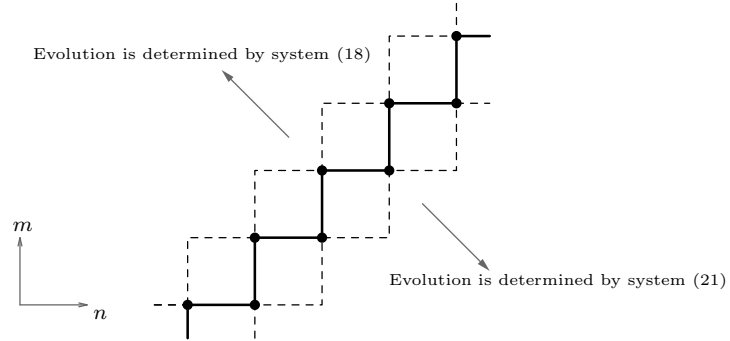 Evolution is determined by system (18)
m
n
Evolution is determined by system (21)